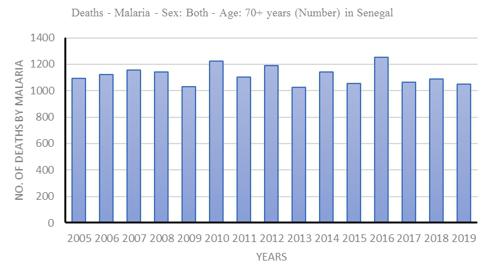 Deaths - Malaria - Sex: Both - Age: 70+ years (Number) in Senegal
NO. OF DEATHS BY MALARIA
1400
1200
1000
800
600
400
200
0
2005 2006 2007 2008 2009 2010 2011 2012 2013 2014 2015 2016 2017 2018 2019
YEARS